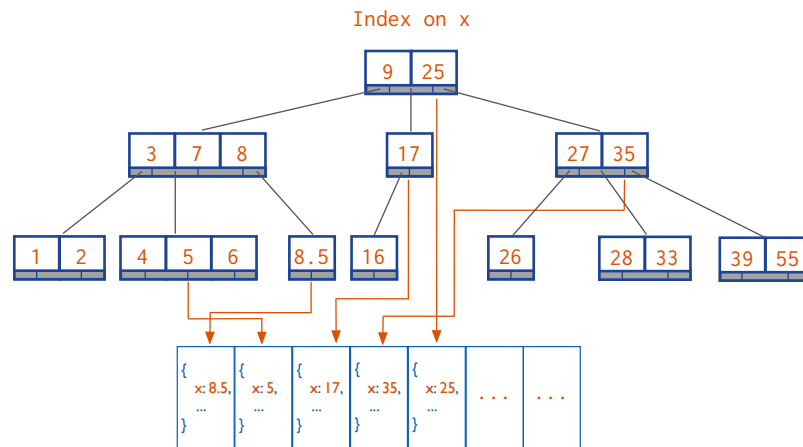 Index on x
9 25
3 7 8
17
27 35
1 2
4 5 6
8.5
16
26
28 33
39 55
{ x: 8.5, ... }
{ x: 5, ... }
{ x: 17, ... }
{ x: 35, ... }
{ x: 25, ... }
...
...